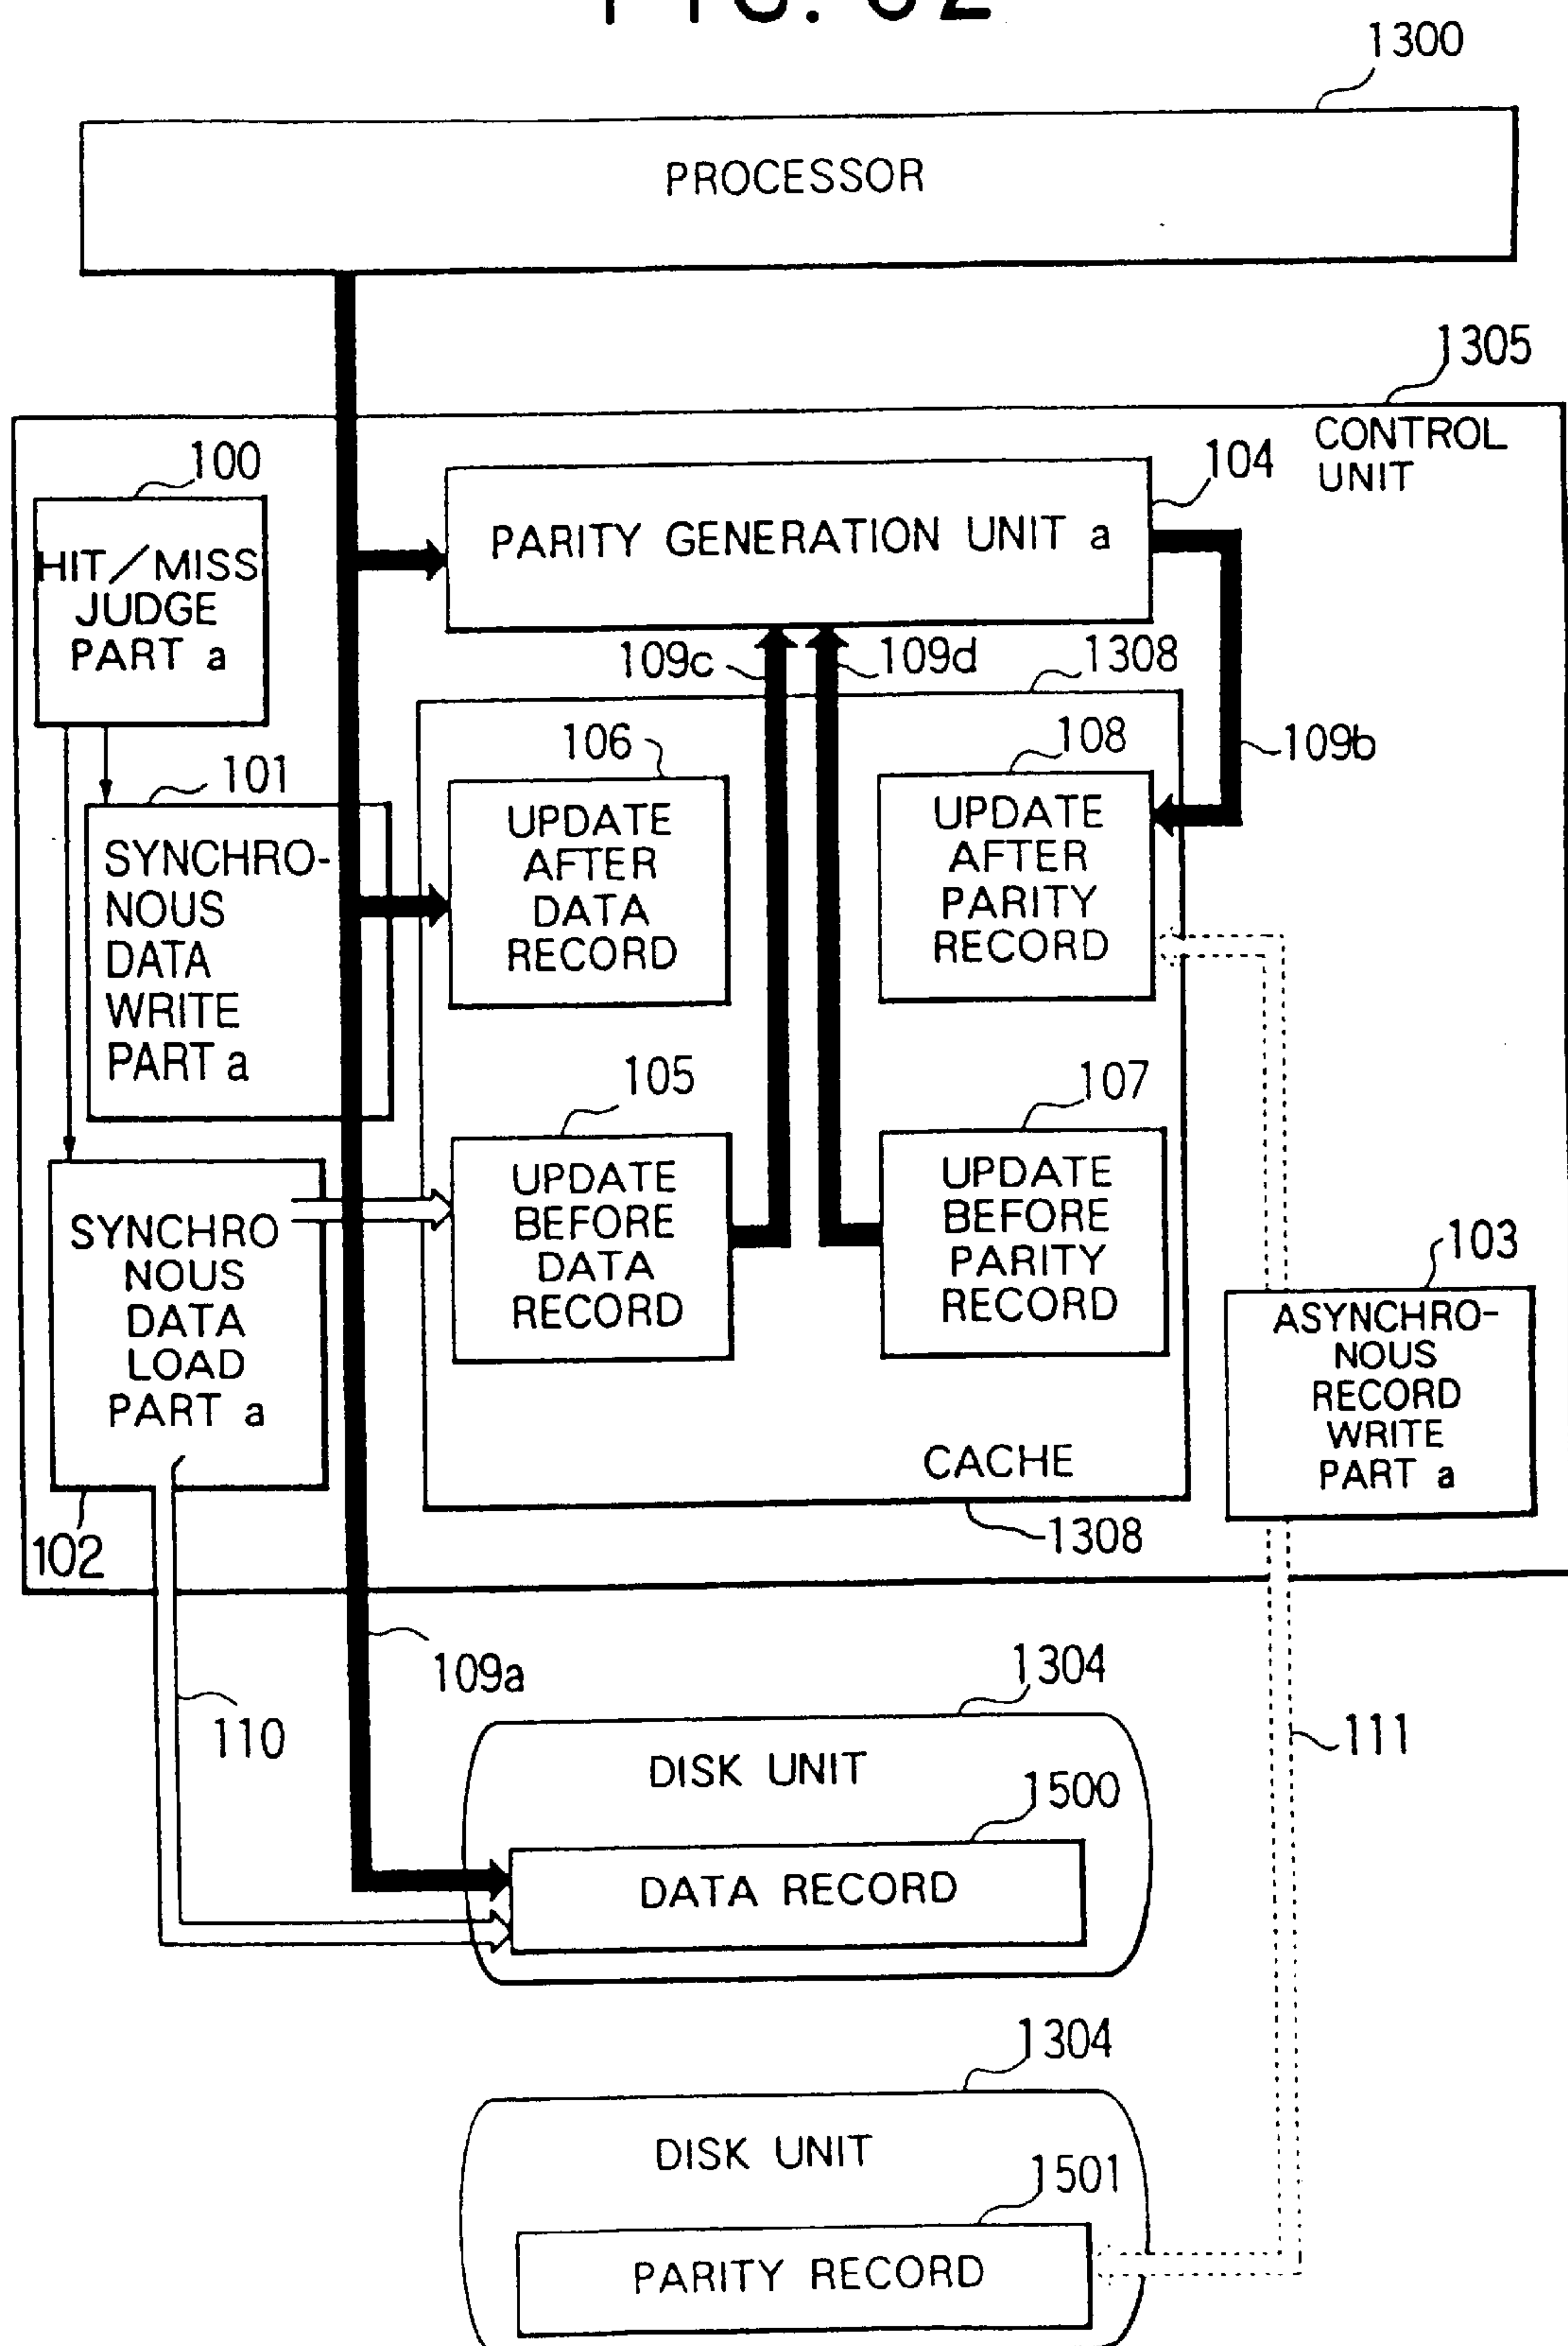 1300
PROCESSOR
1305
CONTROL
UNIT
100
HIT/MISS
JUDGE
PART a
104
PARITY GENERATION UNIT a
109c
109d
1308
109b
101
SYNCHRO-
NOUS
DATA
WRITE
PART a
106
UPDATE
AFTER
DATA
RECORD
108
UPDATE
AFTER
PARITY
RECORD
105
UPDATE
BEFORE
DATA
RECORD
107
UPDATE
BEFORE
PARITY
RECORD
SYNCHRO
NOUS
DATA
LOAD
PART a
102
103
ASYNCHRO-
NOUS
RECORD
WRITE
PART a
CACHE
1308
109a
110
111
1304
DISK UNIT
1500
DATA RECORD
1304
DISK UNIT
1501
PARITY RECORD